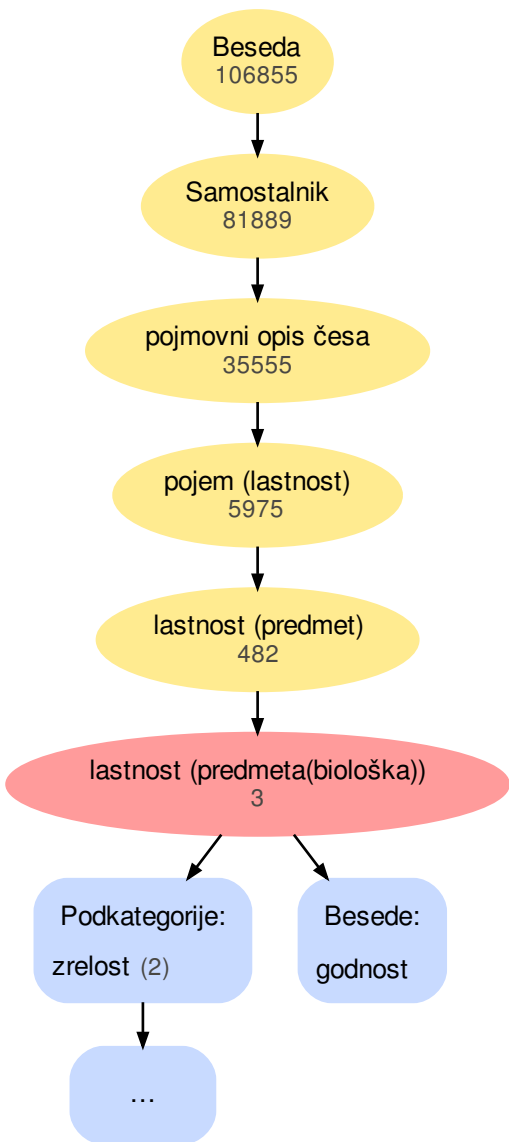 Beseda
106855
Samostalnik
81889
pojmovni opis česa
35555
pojem (lastnost)
5975
lastnost (predmet)
482
lastnost (predmeta(biološka))
3
Podkategorije:
zrelost (2)
Besede:
godnost
...